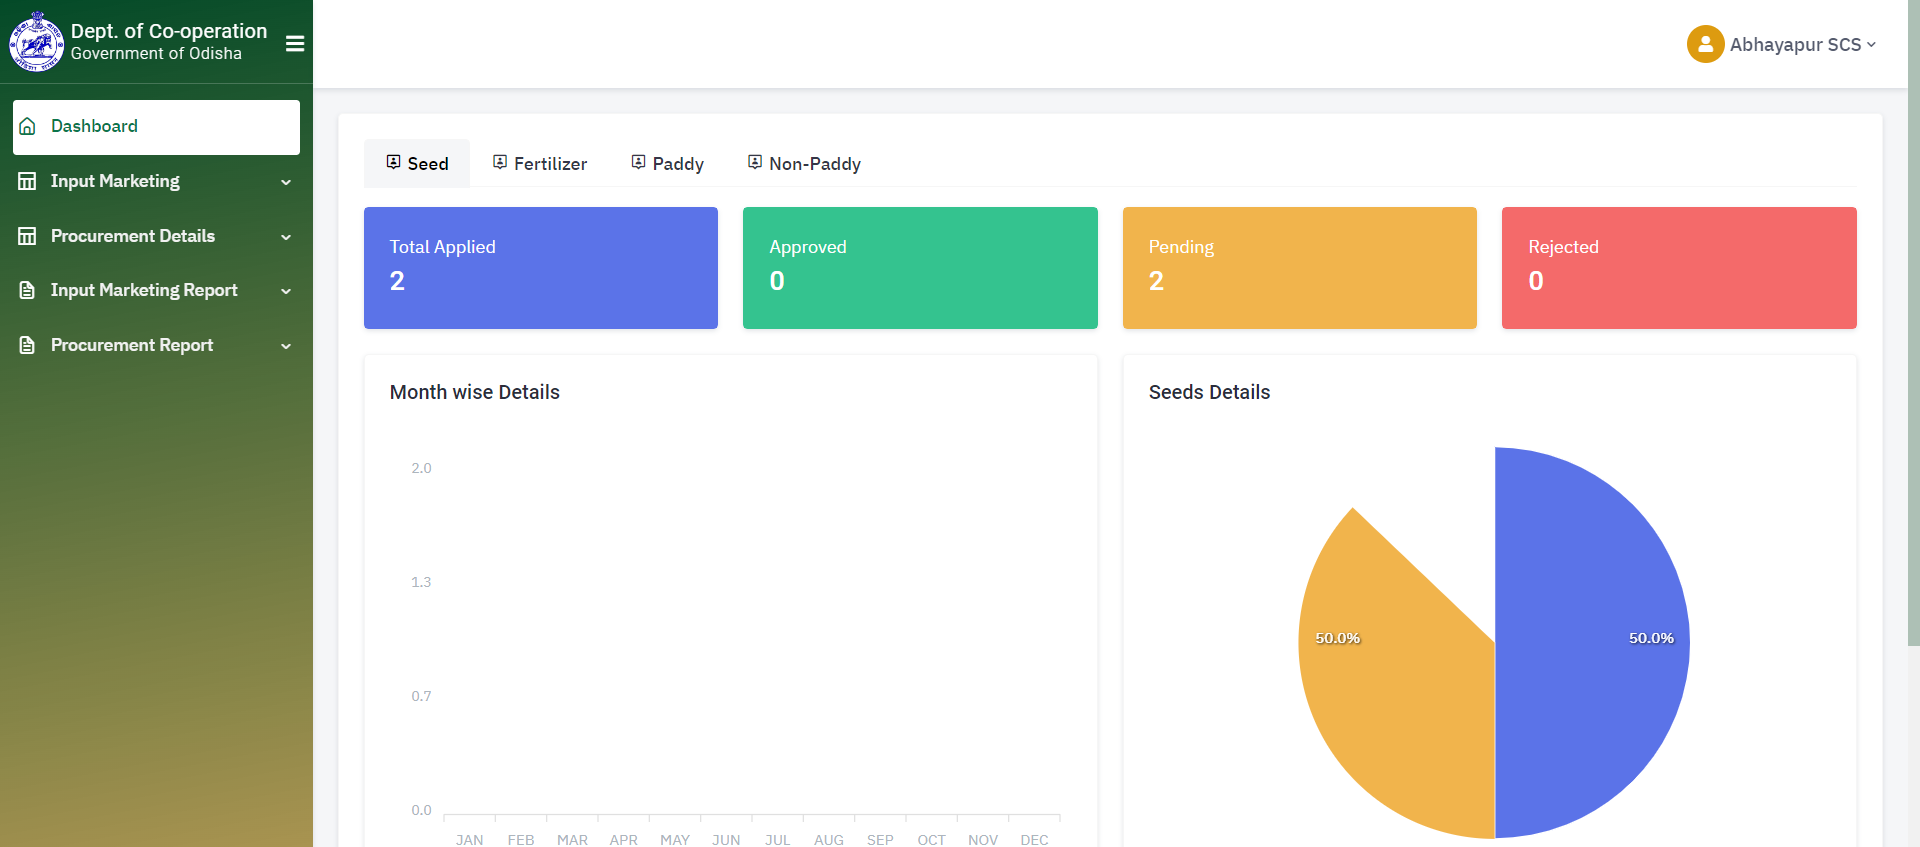 Dept. of Co-operation
Government of Odisha
Abhayapur SCS
Dashboard
Input Marketing
Procurement Details
Input Marketing Report
Procurement Report
Seed
Fertilizer
Paddy
Non-Paddy
Total Applied
2
Approved
0
Pending
2
Rejected
0
Month wise Details
2.0
1.3
0.7
0.0
JAN FEB MAR APR MAY JUN JUL AUG SEP OCT NOV DEC
Seeds Details
50.0%
50.0%